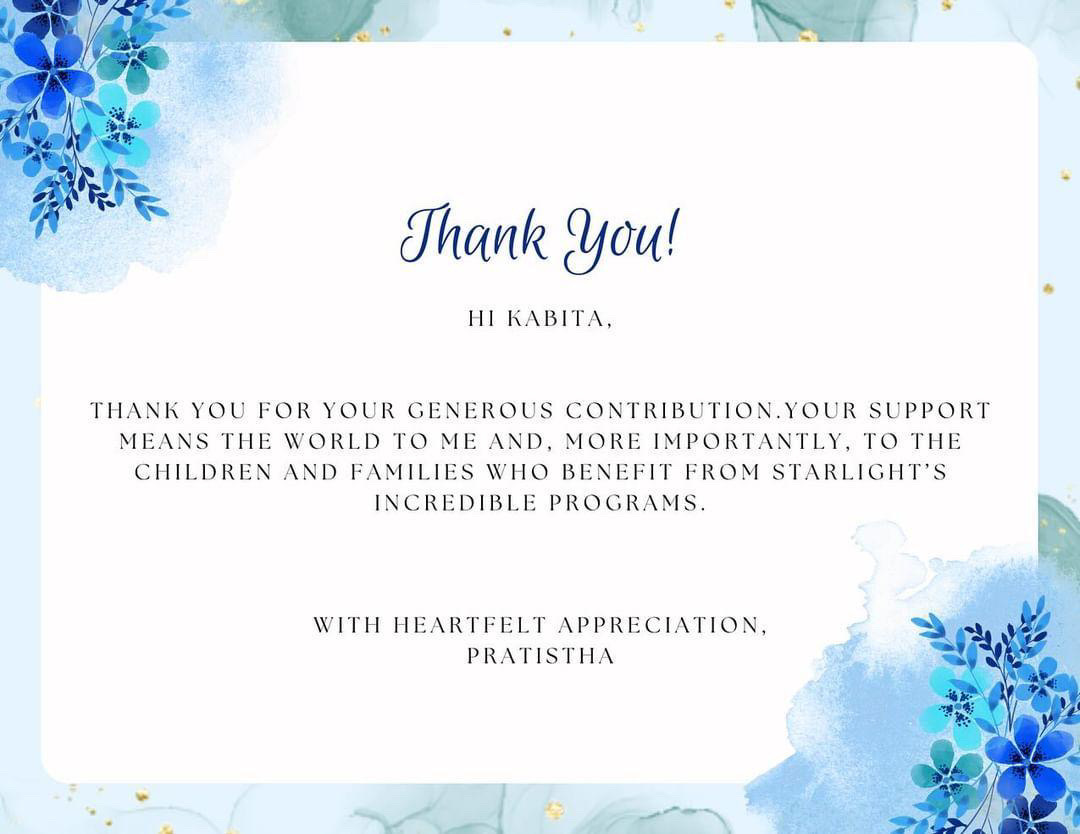 Thank You!
HI KABITA,
THANK YOU FOR YOUR GENEROUS CONTRIBUTION.YOUR SUPPORT
MEANS THE WORLD TO ME AND, MORE IMPORTANTLY, TO THE
CHILDREN AND FAMILIES WHO BENEFIT FROM STARLIGHT’S
INCREDIBLE PROGRAMS.
WITH HEARTFELT APPRECIATION,
PRATISTHA